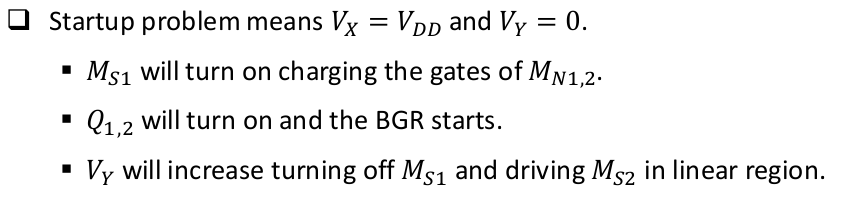 ❑ Startup problem means V_X = V_DD and V_Y = 0.
▪ M_S1 will turn on charging the gates of M_N1,2.
▪ Q_1,2 will turn on and the BGR starts.
▪ V_Y will increase turning off M_S1 and driving M_S2 in linear region.